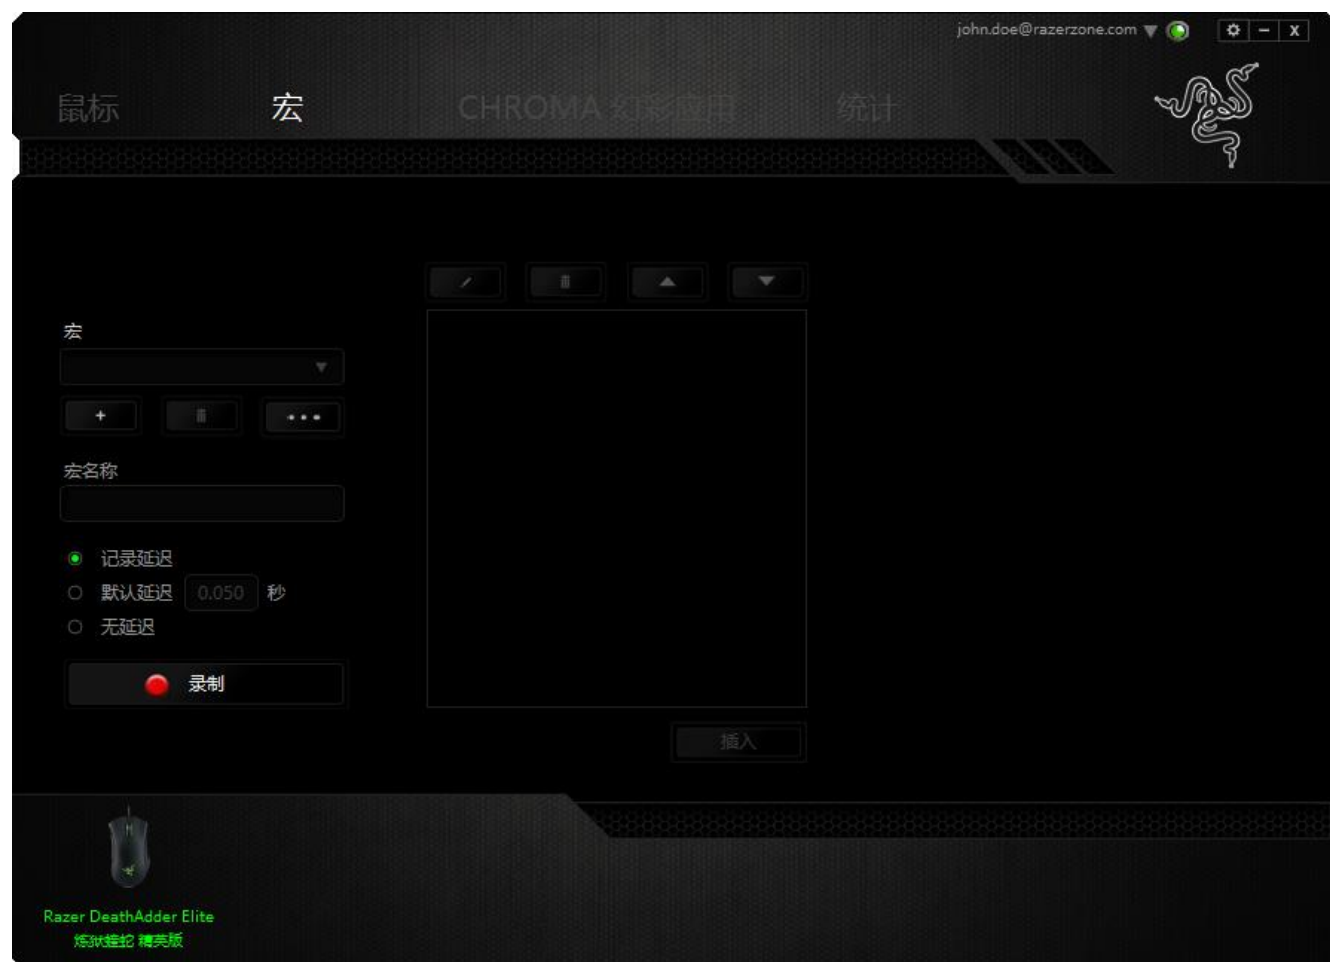 john.doe@razerzone.com
鼠标
宏
CHROMA 幻彩应用
统计
宏
宏名称
记录延迟
默认延迟 0.050 秒
无延迟
录制
插入
Razer DeathAdder Elite
炼狱蝰蛇 精英版